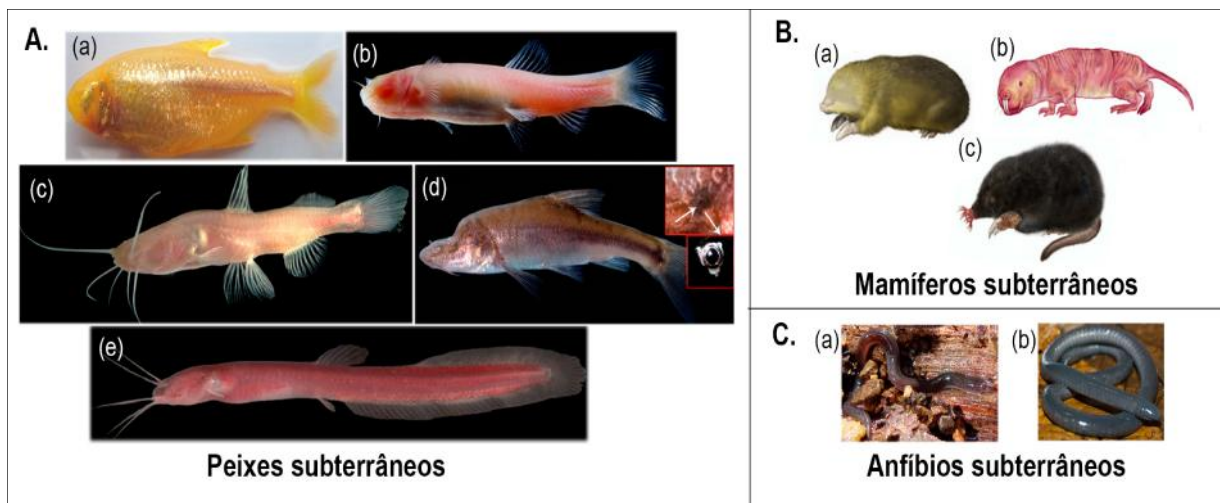 A.
(a)
(b)
(c)
(d)
(e)
Peixes subterrâneos
B.
(a)
(b)
(c)
Mamíferos subterrâneos
C.
(a)
(b)
Anfíbios subterrâneos